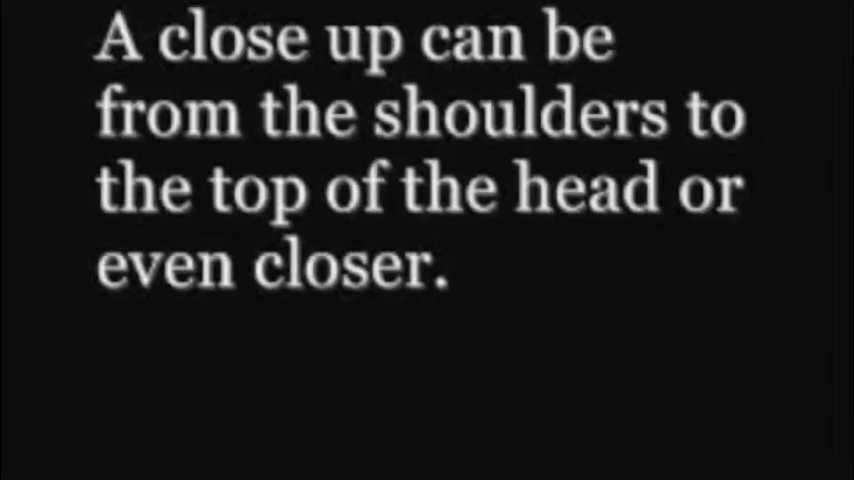 A close up can be
from the shoulders to
the top of the head or
even closer.